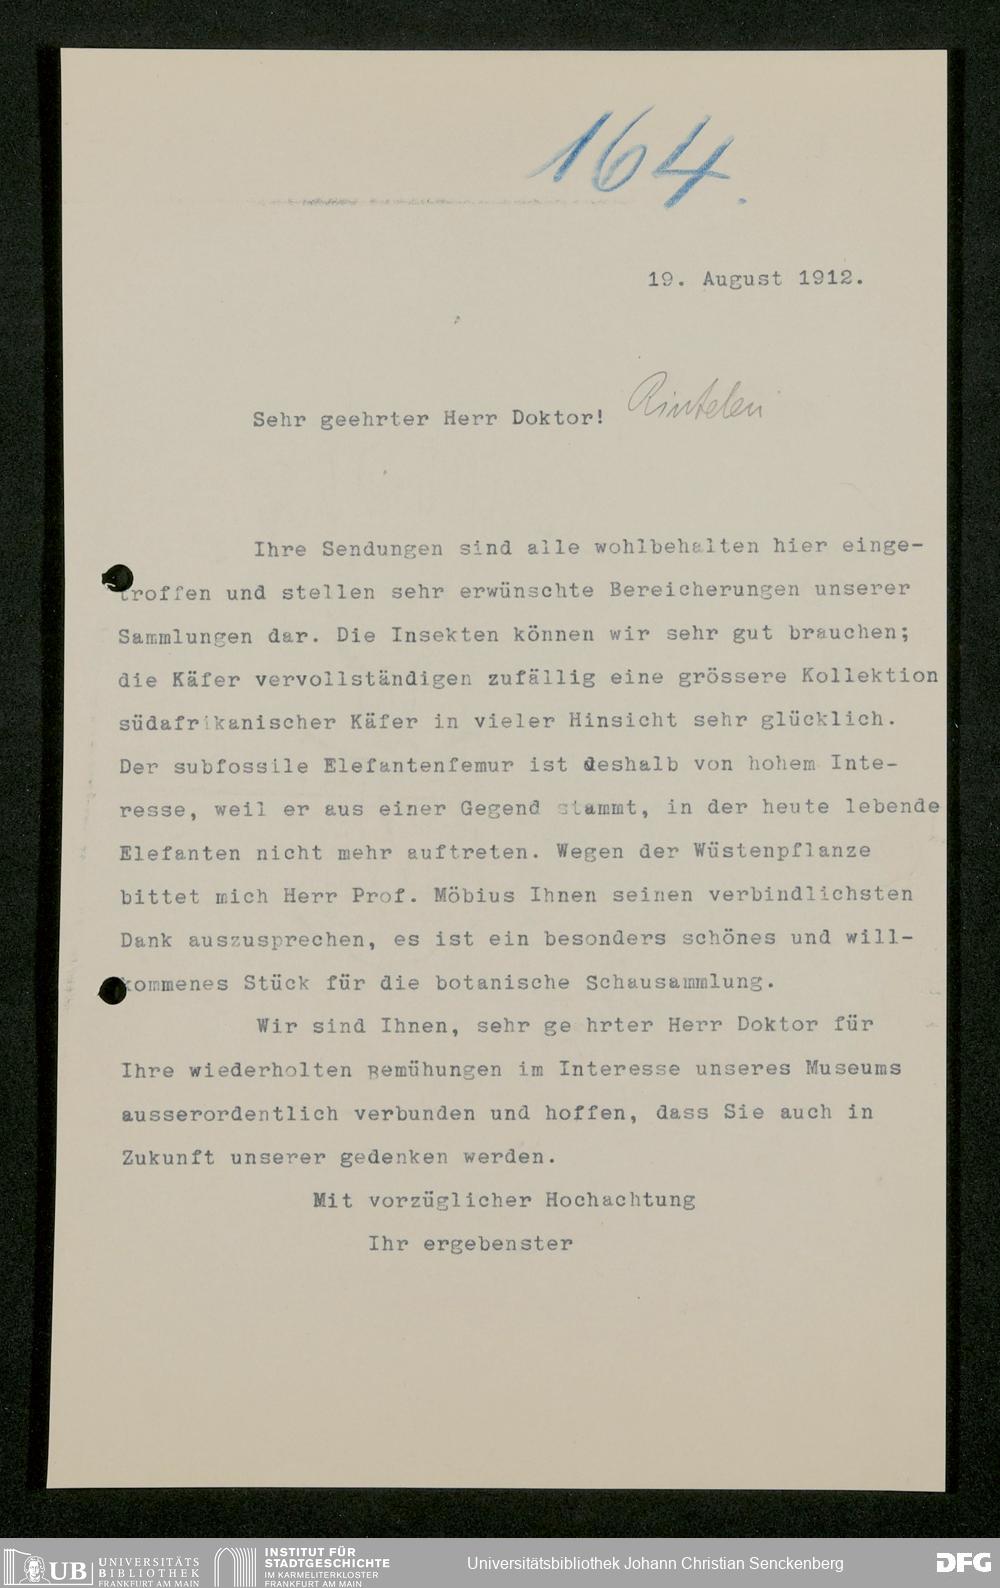 164.
19. August 1912.
Sehr geehrter Herr Doktor! Rintelen
Ihre Sendungen sind alle wohlbehalten hier einge-
troffen und stellen sehr erwünschte Bereicherungen unserer
Sammlungen dar. Die Insekten können wir sehr gut brauchen;
die Käfer vervollständigen zufällig eine grössere Kollektion
südafrikanischer Käfer in vieler Hinsicht sehr glücklich.
Der subfossile Elefantenfemur ist deshalb von hohem Inte-
resse, weil er aus einer Gegend stammt, in der heute lebende
Elefanten nicht mehr auftreten. Wegen der Wüstenpflanze
bittet mich Herr Prof. Möbius Ihnen seinen verbindlichsten
Dank auszusprechen, es ist ein besonders schönes und will-
kommenes Stück für die botanische Schausammlung.
Wir sind Ihnen, sehr ge hrter Herr Doktor für
Ihre wiederholten Bemühungen im Interesse unseres Museums
ausserordentlich verbunden und hoffen, dass Sie auch in
Zukunft unserer gedenken werden.
Mit vorzüglicher Hochachtung
Ihr ergebenster
UB UNIVERSITÄTS
BIBLIOTHEK
FRANKFURT AM MAIN
INSTITUT FÜR
STADTGESCHICHTE
IM KARMELITERKLOSTER
FRANKFURT AM MAIN
Universitätsbibliothek Johann Christian Senckenberg
DFG